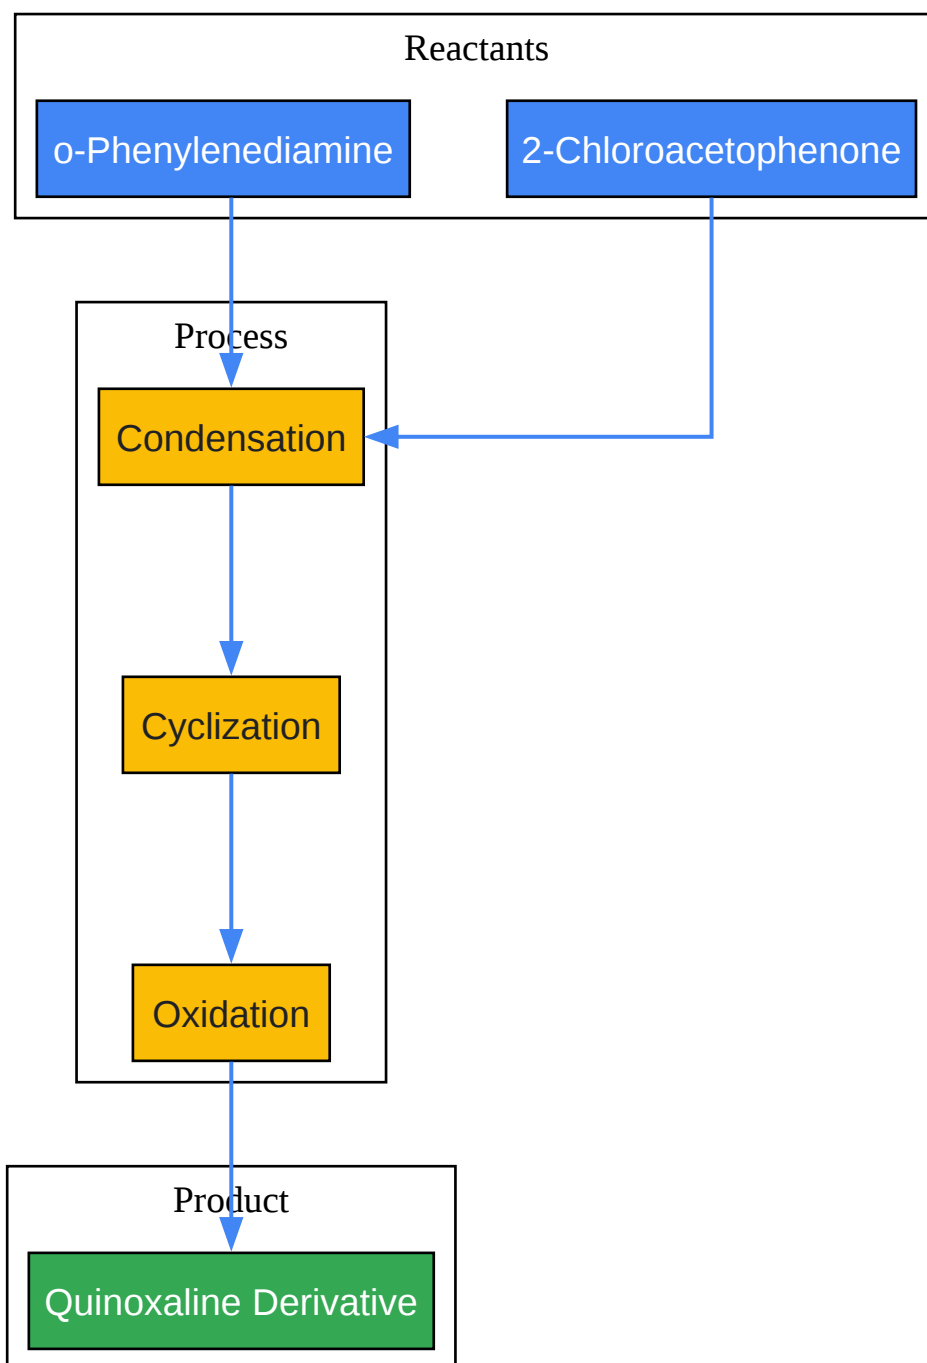 Reactants
o-Phenylenediamine
2-Chloroacetophenone
Process
Condensation
Cyclization
Oxidation
Product
Quinoxaline Derivative